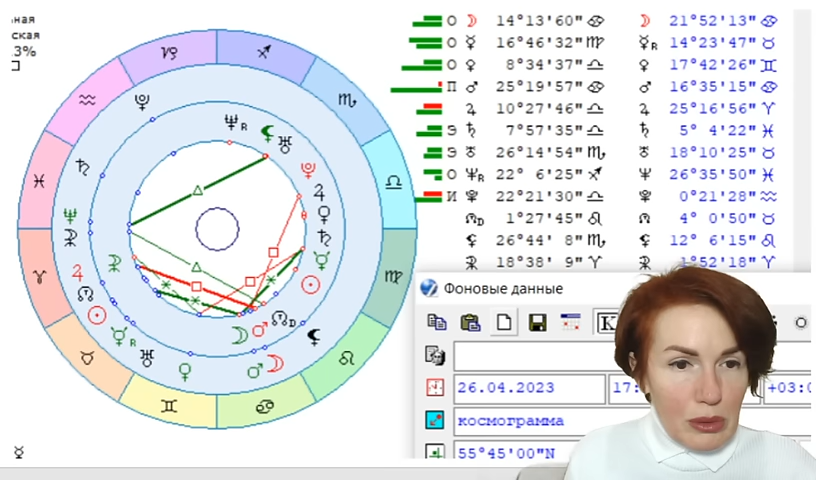 ная
ская
3%
О ☽ 14°13'60" ♋ ☽ 21°52'13" ♋
О ☿ 16°46'32" ♍ ☿R 14°23'47" ♉
О ♀ 8°34'37" ♎ ♀ 17°42'26" ♊
П ♂ 25°19'57" ♋ ♂ 16°35'15" ♋
♃ 10°27'46" ♎ ♃ 25°16'56" ♈
Э ♄ 7°57'35" ♎ ♄ 5° 4'22" ♓
Э ♅ 26°14'54" ♏ ♅ 18°10'25" ♉
О ♆R 22° 6'25" ♐ ♆ 26°35'50" ♓
И ♇ 22°21'30" ♎ ♇ 0°21'28" ♒
☊D 1°27'45" ♌ ☊ 4° 0'50" ♉
⚸ 26°44' 8" ♏ ⚸ 12° 6'15" ♌
18°38' 9" ♈ 1°52'18" ♈
Фоновые данные
26.04.2023 17: +03:0
космограмма
55°45'00"N